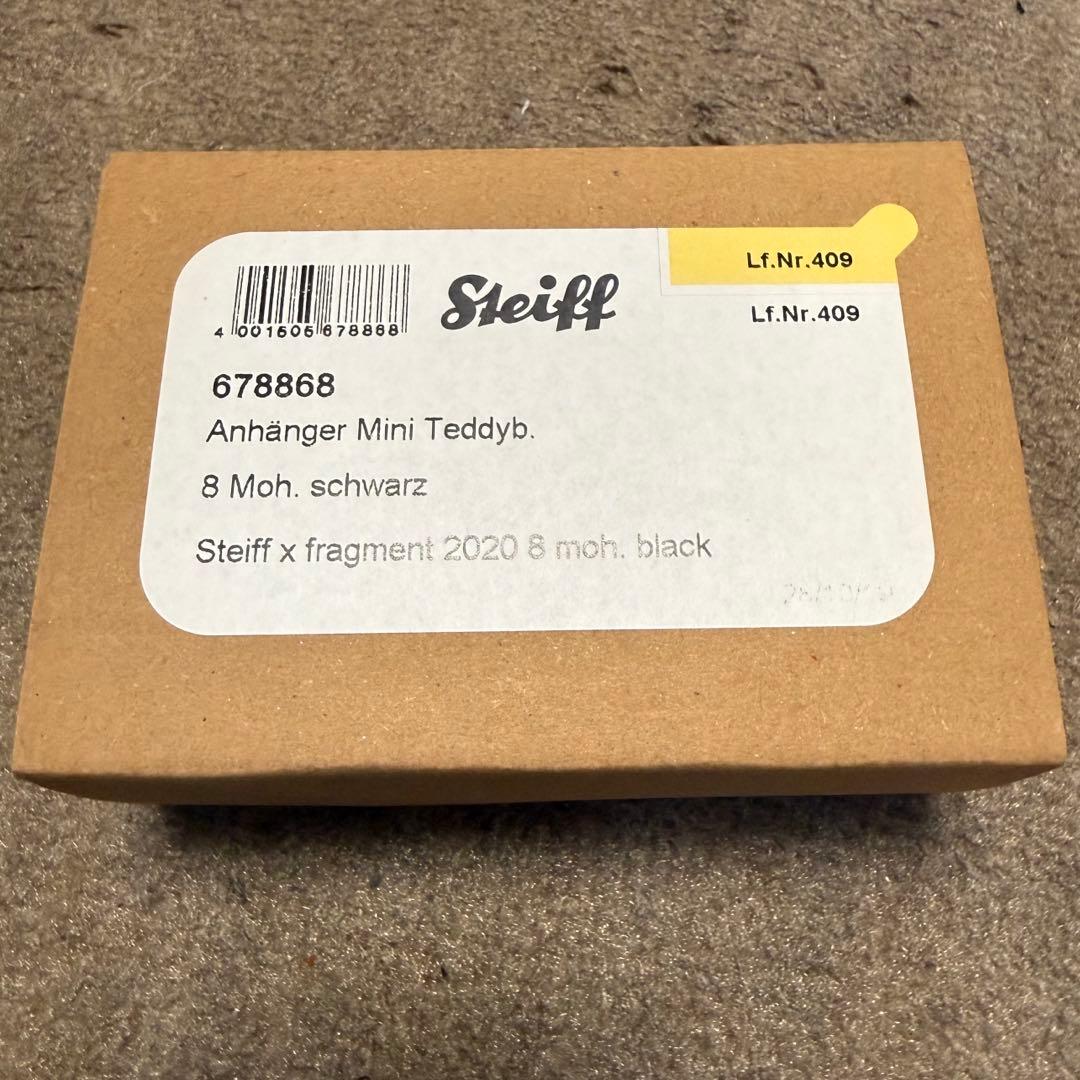 4 001505 678868
Steiff
Lf.Nr.409
Lf.Nr.409
678868
Anhänger Mini Teddyb.
8 Moh. schwarz
Steiff x fragment 2020 8 moh. black